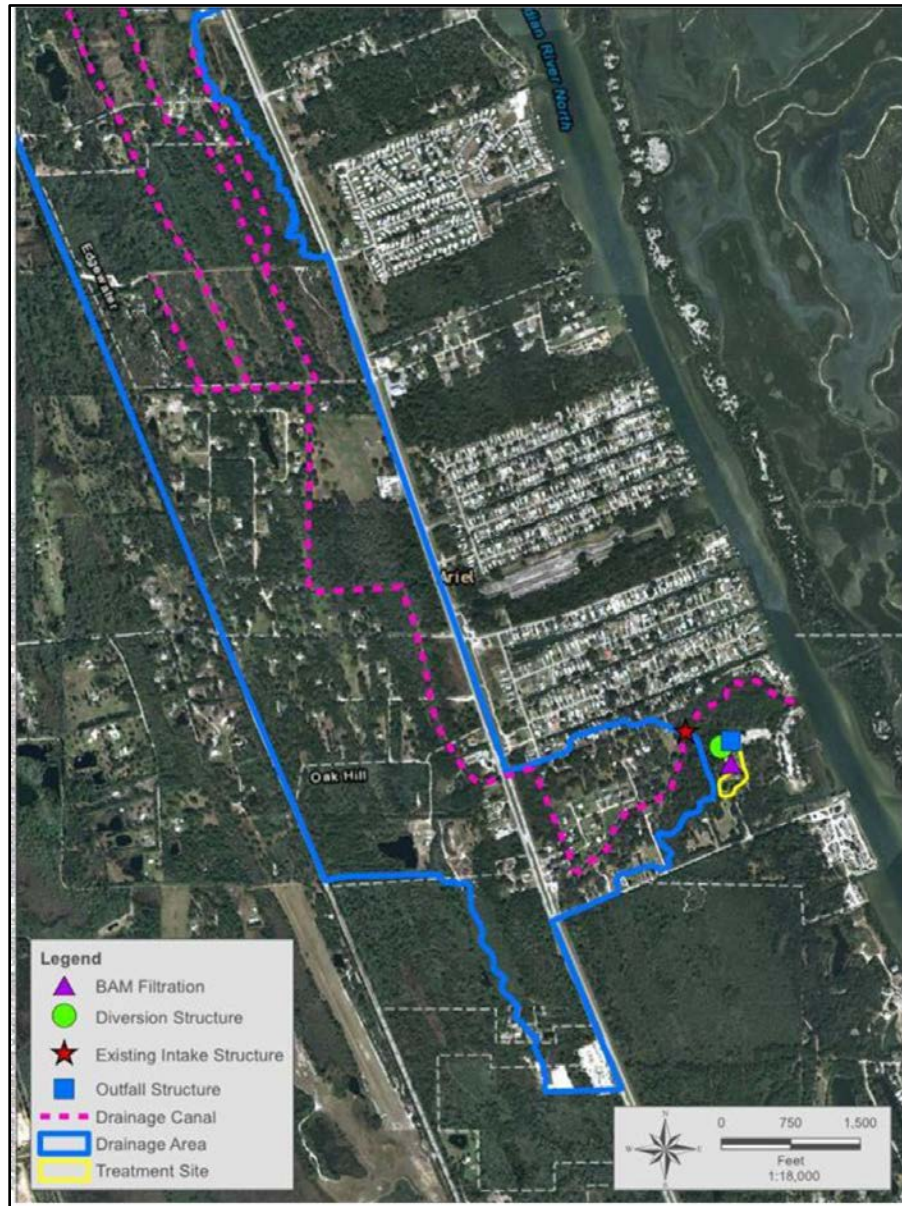 dian River North
Edgewater
Ariel
Oak Hill
Legend
BAM Filtration
Diversion Structure
Existing Intake Structure
Outfall Structure
Drainage Canal
Drainage Area
Treatment Site
N
W E
S
0 750 1,500
Feet
1:18,000